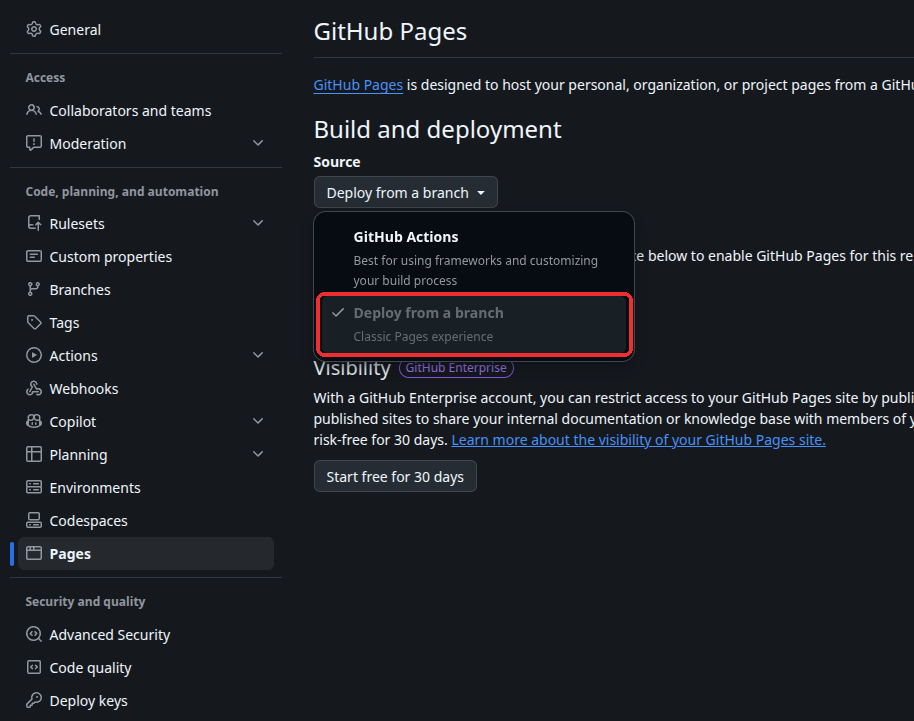 General
Access
Collaborators and teams
Moderation
Code, planning, and automation
Rulesets
Custom properties
Branches
Tags
Actions
Webhooks
Copilot
Planning
Environments
Codespaces
Pages
Security and quality
Advanced Security
Code quality
Deploy keys
GitHub Pages
GitHub Pages is designed to host your personal, organization, or project pages from a
Build and deployment
Source
Deploy from a branch
GitHub Actions
Best for using frameworks and customizing
your build process
below to enable GitHub Pages for this
Deploy from a branch
Classic Pages experience
Visibility GitHub Enterprise
With a GitHub Enterprise account, you can restrict access to your GitHub Pages site by
published sites to share your internal documentation or knowledge base with members of
risk-free for 30 days. Learn more about the visibility of your GitHub Pages site.
Start free for 30 days